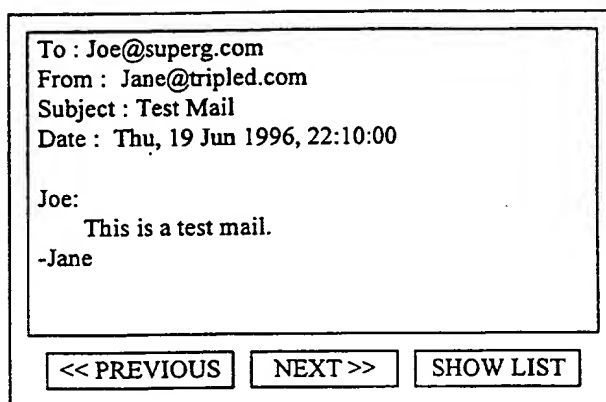 To : Joe@superg.com
From :  Jane@tripled.com
Subject : Test Mail
Date :  Thu, 19 Jun 1996, 22:10:00
Joe:
This is a test mail.
-Jane
<< PREVIOUS   NEXT >>   SHOW LIST